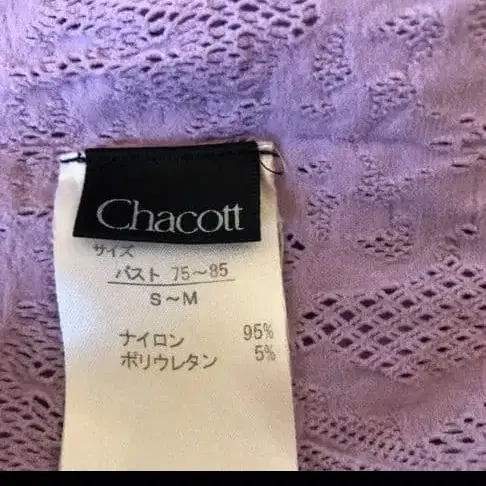 Chacott
サイズ
バスト 75～85
S～M
ナイロン 95%
ポリウレタン 5%